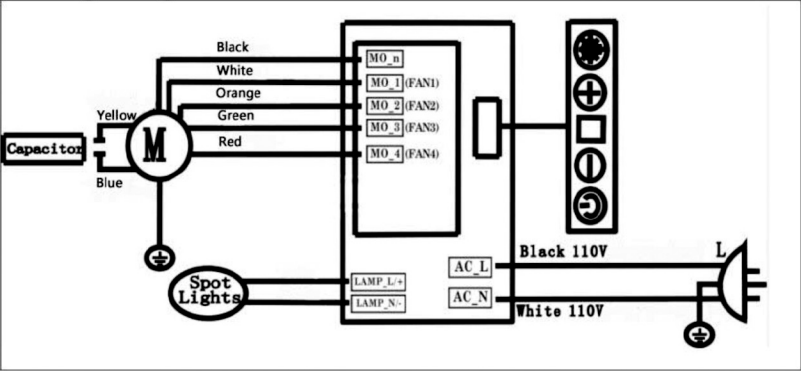 Black
MO_n
White
MO_1 (FAN1)
Orange
MO_2 (FAN2)
Yellow
Green
MO_3 (FAN3)
M
Capacitor
Red
MO_4 (FAN4)
Blue
Black 110V
L
AC_L
Spot
Lights
LAMP_L/+
LAMP_N/-
AC_N
White 110V